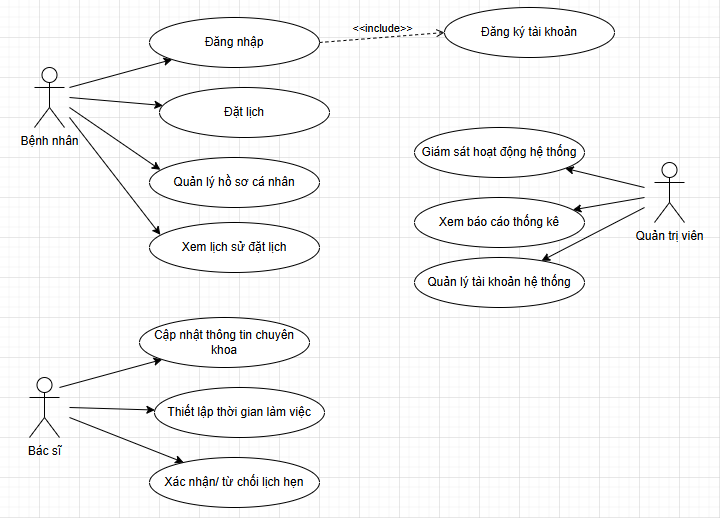 Đăng nhập
<<include>>
Đăng ký tài khoản
Bệnh nhân
Đặt lịch
Quản lý hồ sơ cá nhân
Xem lịch sử đặt lịch
Giám sát hoạt động hệ thống
Xem báo cáo thống kê
Quản lý tài khoản hệ thống
Quản trị viên
Cập nhật thông tin chuyên
khoa
Thiết lập thời gian làm việc
Xác nhận/ từ chối lịch hẹn
Bác sĩ